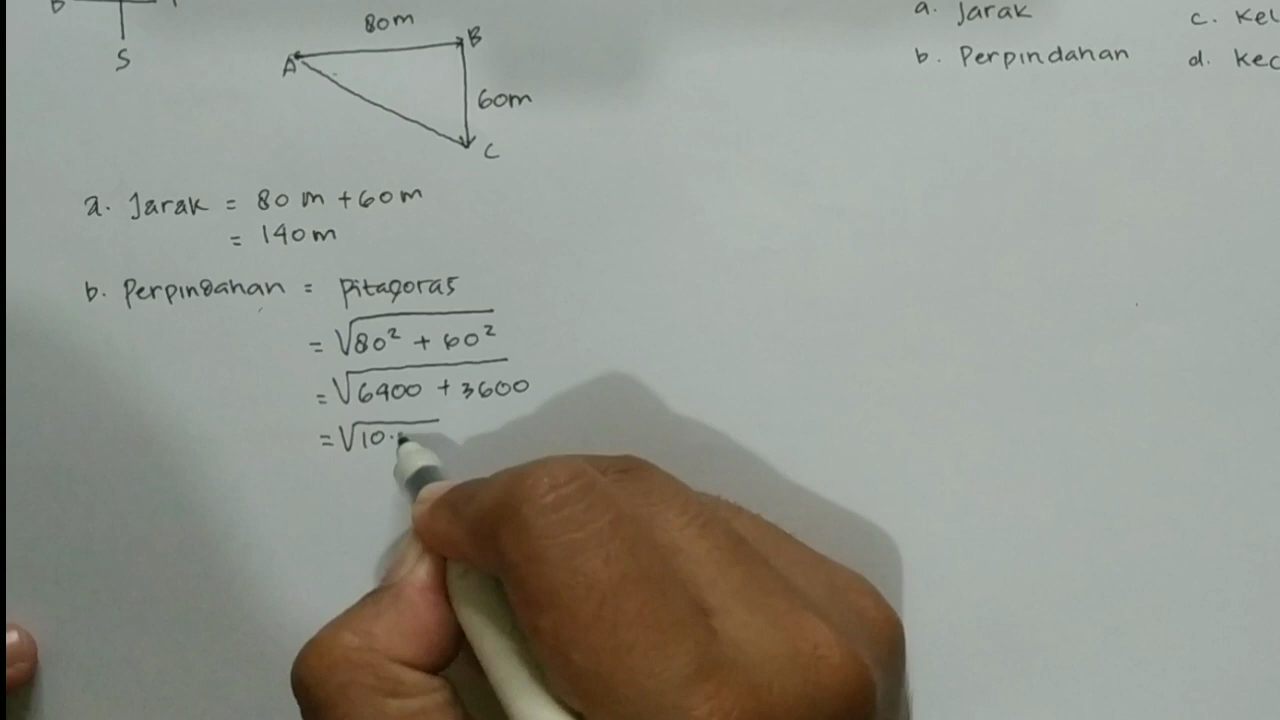 S
80m
A
B
60m
C
a. Jarak
c. Kel
b. Perpindahan
d. Kec
a. Jarak = 80 m + 60 m
= 140 m
b. Perpindahan = Pitagoras
= √80² + 60²
= √6400 + 3600
= √10.